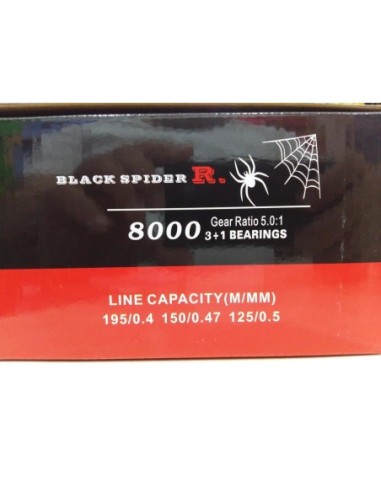 BLACK SPIDER R.
8000 Gear Ratio 5.0:1
3+1 BEARINGS
LINE CAPACITY(M/MM)
195/0.4 150/0.47 125/0.5